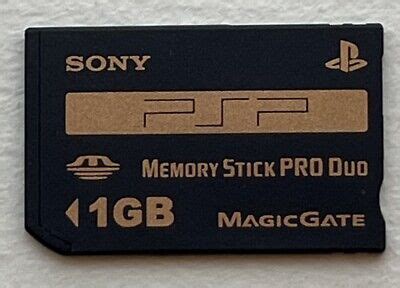 SONY
PSP
MEMORY STICK PRO DUO
1GB MAGICGATE